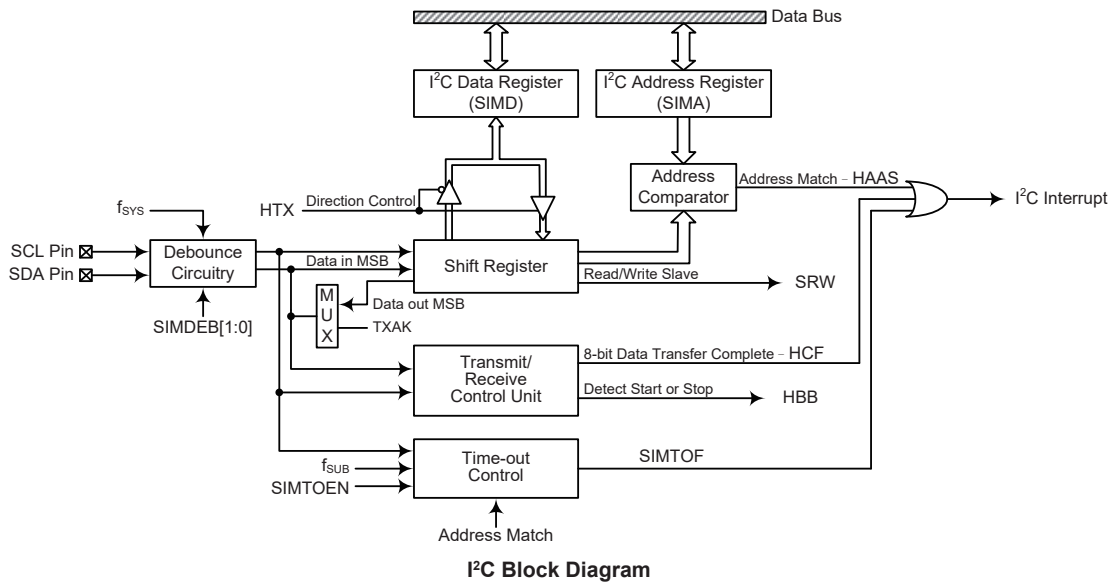 Data Bus
I²C Data Register
(SIMD)
I²C Address Register
(SIMA)
Address
Comparator
Address Match - HAAS
I²C Interrupt
HTX
Direction Control
fSYS
SCL Pin
SDA Pin
Debounce
Circuitry
SIMDEB[1:0]
Data in MSB
Shift Register
Read/Write Slave
SRW
M
U
X
Data out MSB
TXAK
Transmit/
Receive
Control Unit
8-bit Data Transfer Complete - HCF
Detect Start or Stop
HBB
fSUB
SIMTOEN
Time-out
Control
SIMTOF
Address Match
I²C Block Diagram